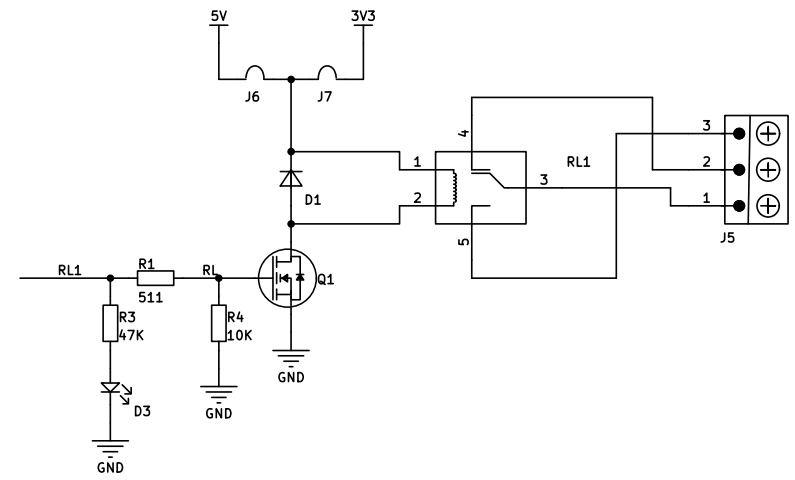 5V 3V3
J6 J7
4
3
1 RL1 2
3
D1 2 1
5 J5
RL1 R1 RL Q1
511
R3 R4
47K 10K
GND
D3 GND
GND